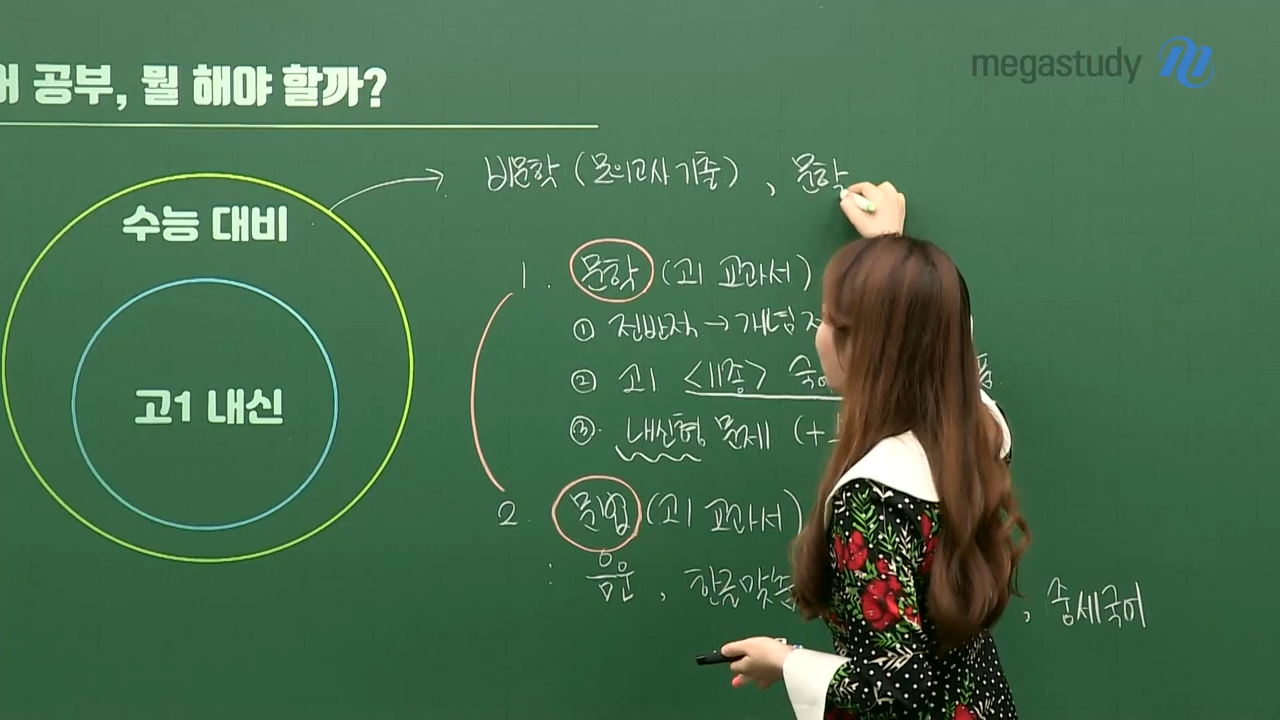 megastudy
공부, 뭘 해야 할까?
수능 대비
고1 내신
비문학 (모의고사 기출), 문학
1. 문학 (고1 교과서)
① 전반적 → 개념
② 고1 <11종>
③ 내신형 문제 (+
2. 문법 (고1 교과서)
: 음운, 한글맞 , 중세국어